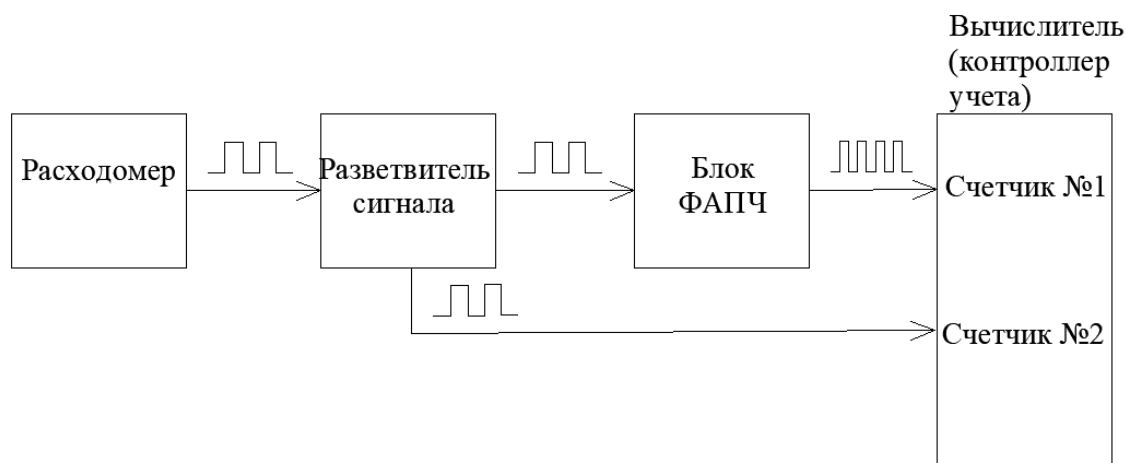 Вычислитель
(контроллер
учета)
Расходомер
Разветвитель
сигнала
Блок
ФАПЧ
Счетчик №1
Счетчик №2